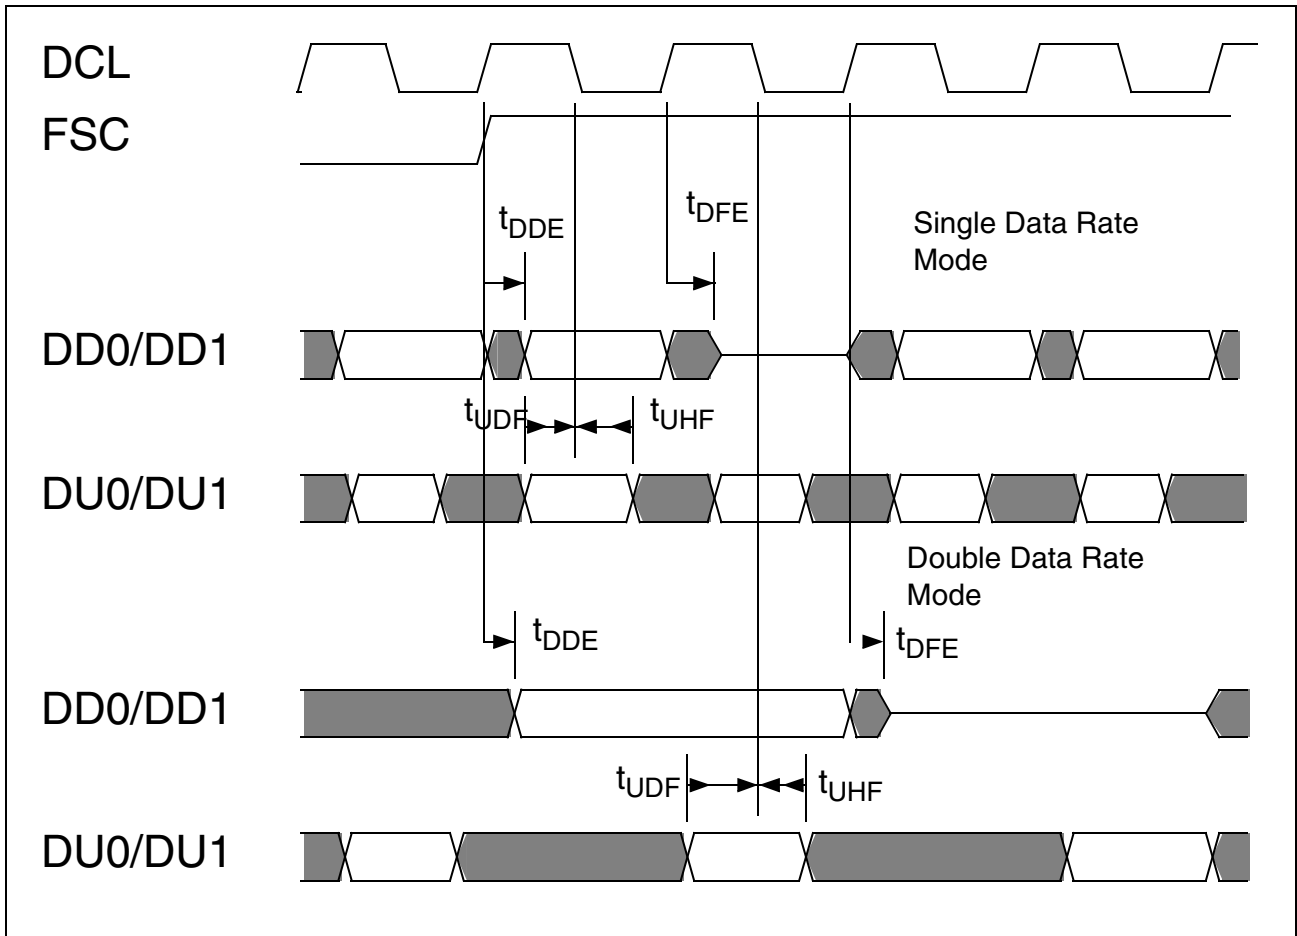 DCL
FSC
tDDE
tDFE
Single Data Rate
Mode
DD0/DD1
tUDF
tUHF
DU0/DU1
Double Data Rate
Mode
tDDE
tDFE
DD0/DD1
tUDF
tUHF
DU0/DU1